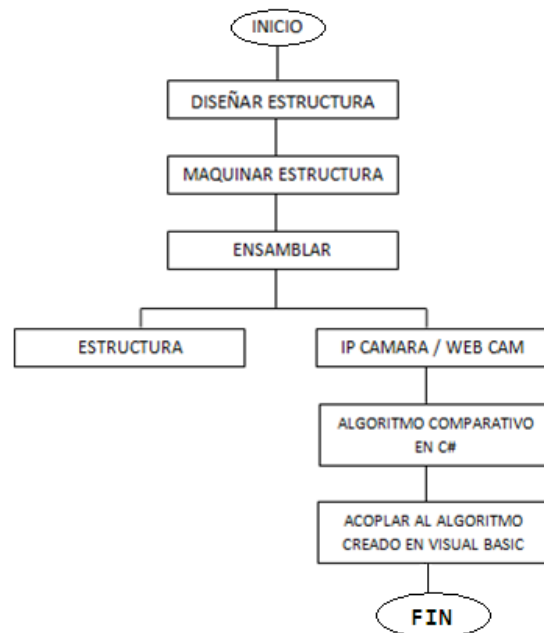 INICIO
DISEÑAR ESTRUCTURA
MAQUINAR ESTRUCTURA
ENSAMBLAR
ESTRUCTURA
IP CAMARA / WEB CAM
ALGORITMO COMPARATIVO
EN C#
ACOPLAR AL ALGORITMO
CREADO EN VISUAL BASIC
FIN